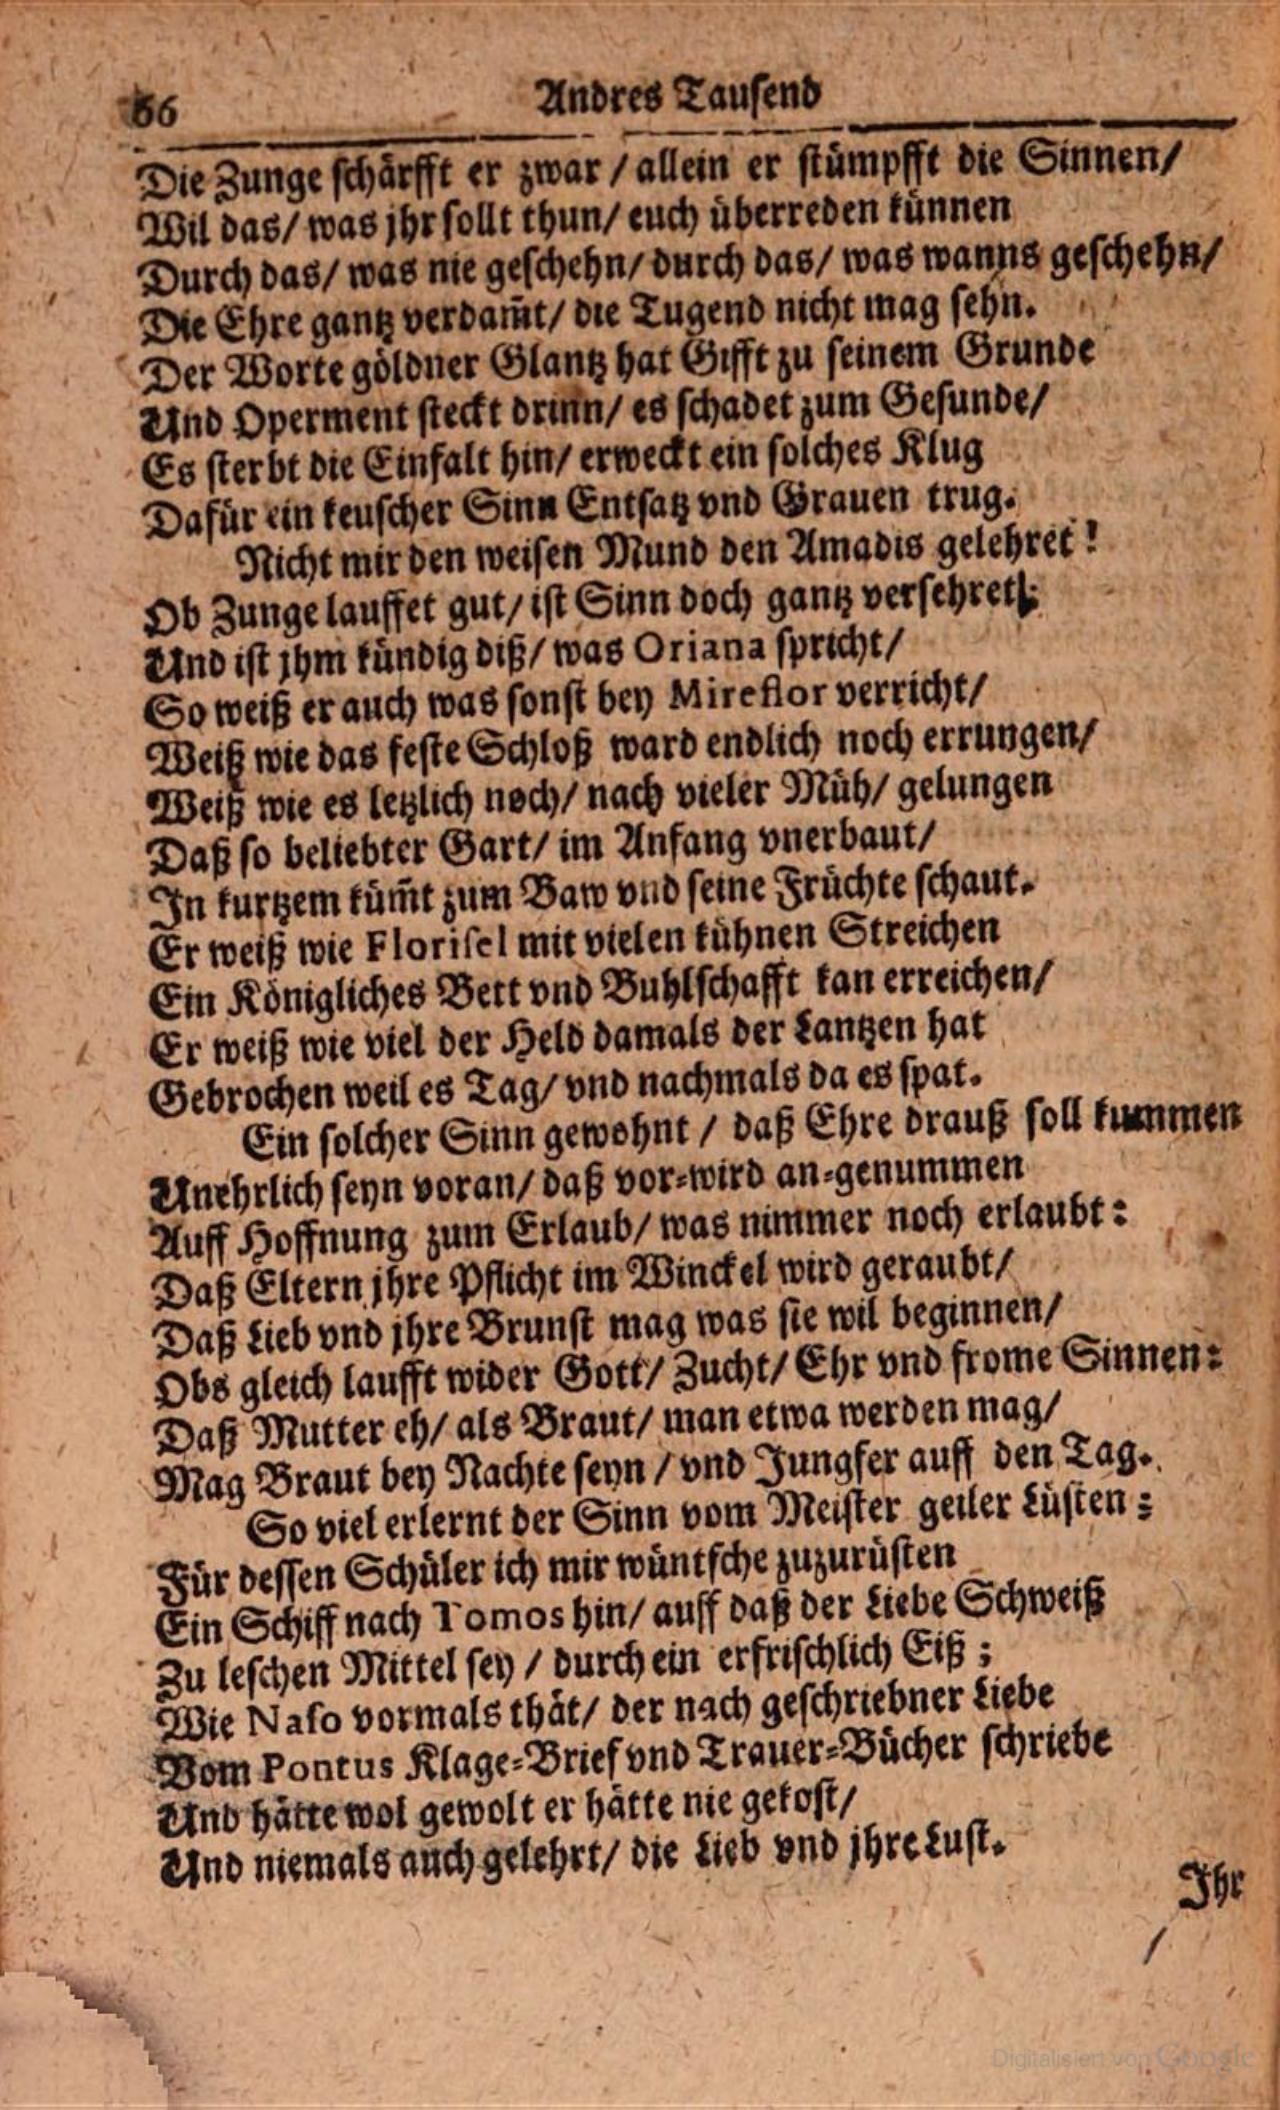 66 Andres Tausend
Die Zunge schärfft er zwar / allein er stümpfft die Sinnen/
Wil das/ was jhr sollt thun/ euch überreden künnen
Durch das/ was nie geschehn/ durch das/ was wanns geschehn/
Die Ehre gantz verdam̃t/ die Tugend nicht mag sehn.
Der Worte göldner Glantz hat Gifft zu seinem Grunde
Und Operment steckt drinn/ es schadet zum Gesunde/
Es sterbt die Einfalt hin/ erweckt ein solches Klug
Dafür ein keuscher Sinn Entsatz vnd Grauen trug.
Nicht mir den weisen Mund den Amadis gelehret!
Ob Zunge lauffet gut/ ist Sinn doch gantz versehret;
Und ist jhm kündig diß/ was Oriana spricht/
So weiß er auch was sonst bey Mireflor verricht/
Weiß wie das feste Schloß ward endlich noch errungen/
Weiß wie es letzlich noch/ nach vieler Müh/ gelungen
Daß so beliebter Gart/ im Anfang vnerbaut/
In kurtzem küm̃t zum Baw vnd seine Früchte schaut.
Er weiß wie Florisel mit vielen kühnen Streichen
Ein Königliches Bett vnd Buhlschafft kan erreichen/
Er weiß wie viel der Held damals der Lantzen hat
Gebrochen weil es Tag/ vnd nachmals da es spat.
Ein solcher Sinn gewohnt / daß Ehre drauß soll kummen
Unehrlich seyn voran/ daß vor-wird an-genummen
Auff Hoffnung zum Erlaub/ was nimmer noch erlaubt:
Daß Eltern jhre Pflicht im Winckel wird geraubt/
Daß Lieb vnd jhre Brunst mag was sie wil beginnen/
Obs gleich laufft wider Gott/ Zucht/ Ehr vnd frome Sinnen:
Daß Mutter eh/ als Braut/ man etwa werden mag/
Mag Braut bey Nachte seyn / vnd Jungfer auff den Tag.
So viel erlernt der Sinn vom Meister geiler Lüsten;
Für dessen Schüler ich mir wüntsche zuzurüsten
Ein Schiff nach Tomos hin/ auff daß der Liebe Schweiß
Zu leschen Mittel sey / durch ein erfrischlich Eiß;
Wie Naso vormals thät/ der nach geschriebner Liebe
Vom Pontus Klage-Brief vnd Trauer-Bücher schriebe
Und hätte wol gewolt er hätte nie gekost/
Und niemals auch gelehrt/ die Lieb vnd jhre Lust.
Ihr
Digitalisiert von Google